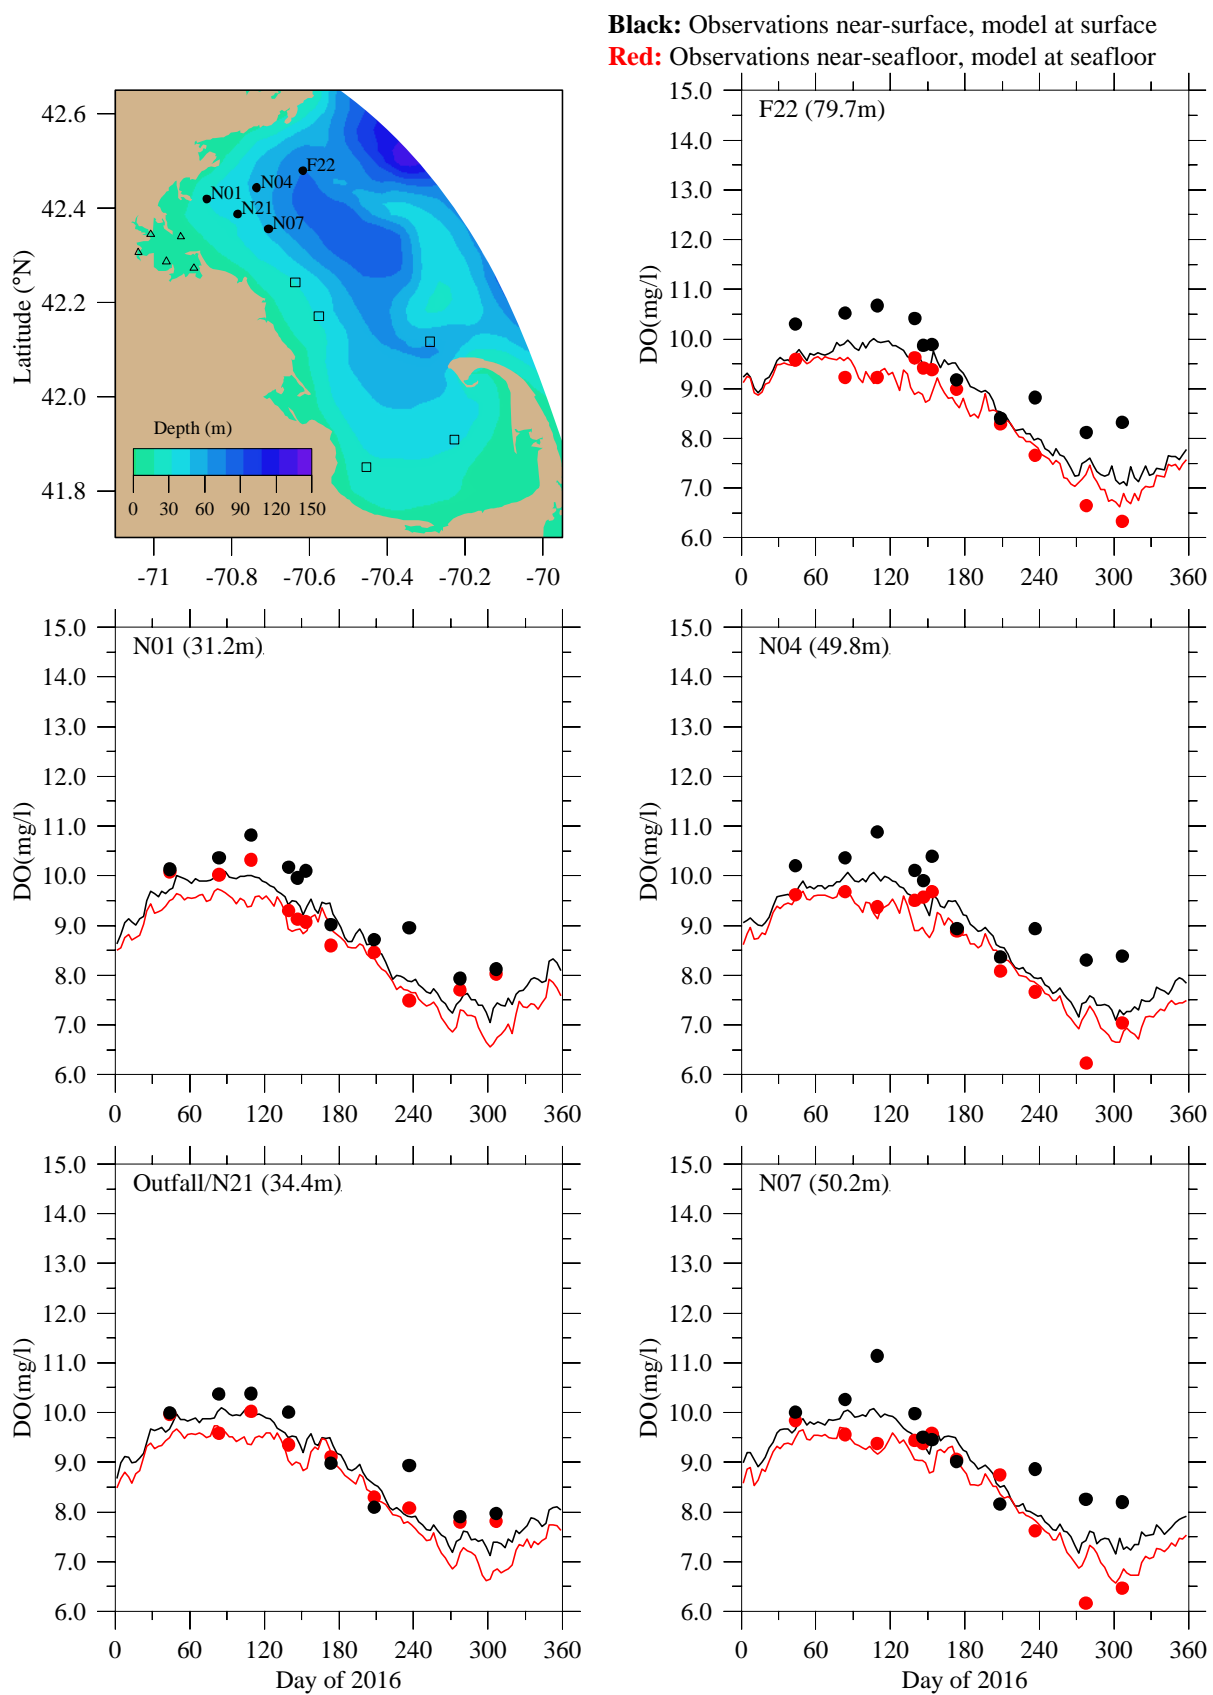 Black: Observations near-surface, model at surface
Red: Observations near-seafloor, model at seafloor
42.6
42.4
42.2
42.0
41.8
Latitude (°N)
F22
N04
N01
N21
N07
Depth (m)
0 30 60 90 120 150
-71 -70.8 -70.6 -70.4 -70.2 -70
F22 (79.7m)
DO(mg/l)
15.0
14.0
13.0
12.0
11.0
10.0
9.0
8.0
7.0
6.0
0 60 120 180 240 300 360
N01 (31.2m)
DO(mg/l)
15.0
14.0
13.0
12.0
11.0
10.0
9.0
8.0
7.0
6.0
0 60 120 180 240 300 360
N04 (49.8m)
DO(mg/l)
15.0
14.0
13.0
12.0
11.0
10.0
9.0
8.0
7.0
6.0
0 60 120 180 240 300 360
Outfall/N21 (34.4m)
DO(mg/l)
15.0
14.0
13.0
12.0
11.0
10.0
9.0
8.0
7.0
6.0
0 60 120 180 240 300 360
Day of 2016
N07 (50.2m)
DO(mg/l)
15.0
14.0
13.0
12.0
11.0
10.0
9.0
8.0
7.0
6.0
0 60 120 180 240 300 360
Day of 2016